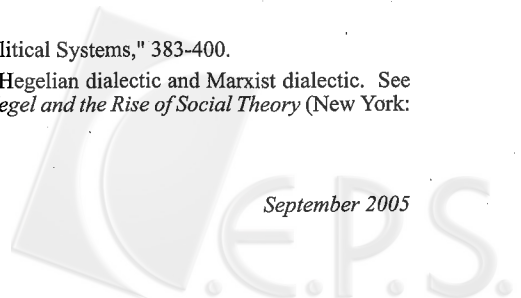 litical Systems," 383-400.
Hegelian dialectic and Marxist dialectic. See
egel and the Rise of Social Theory (New York:
September 2005
C.E.P.S.